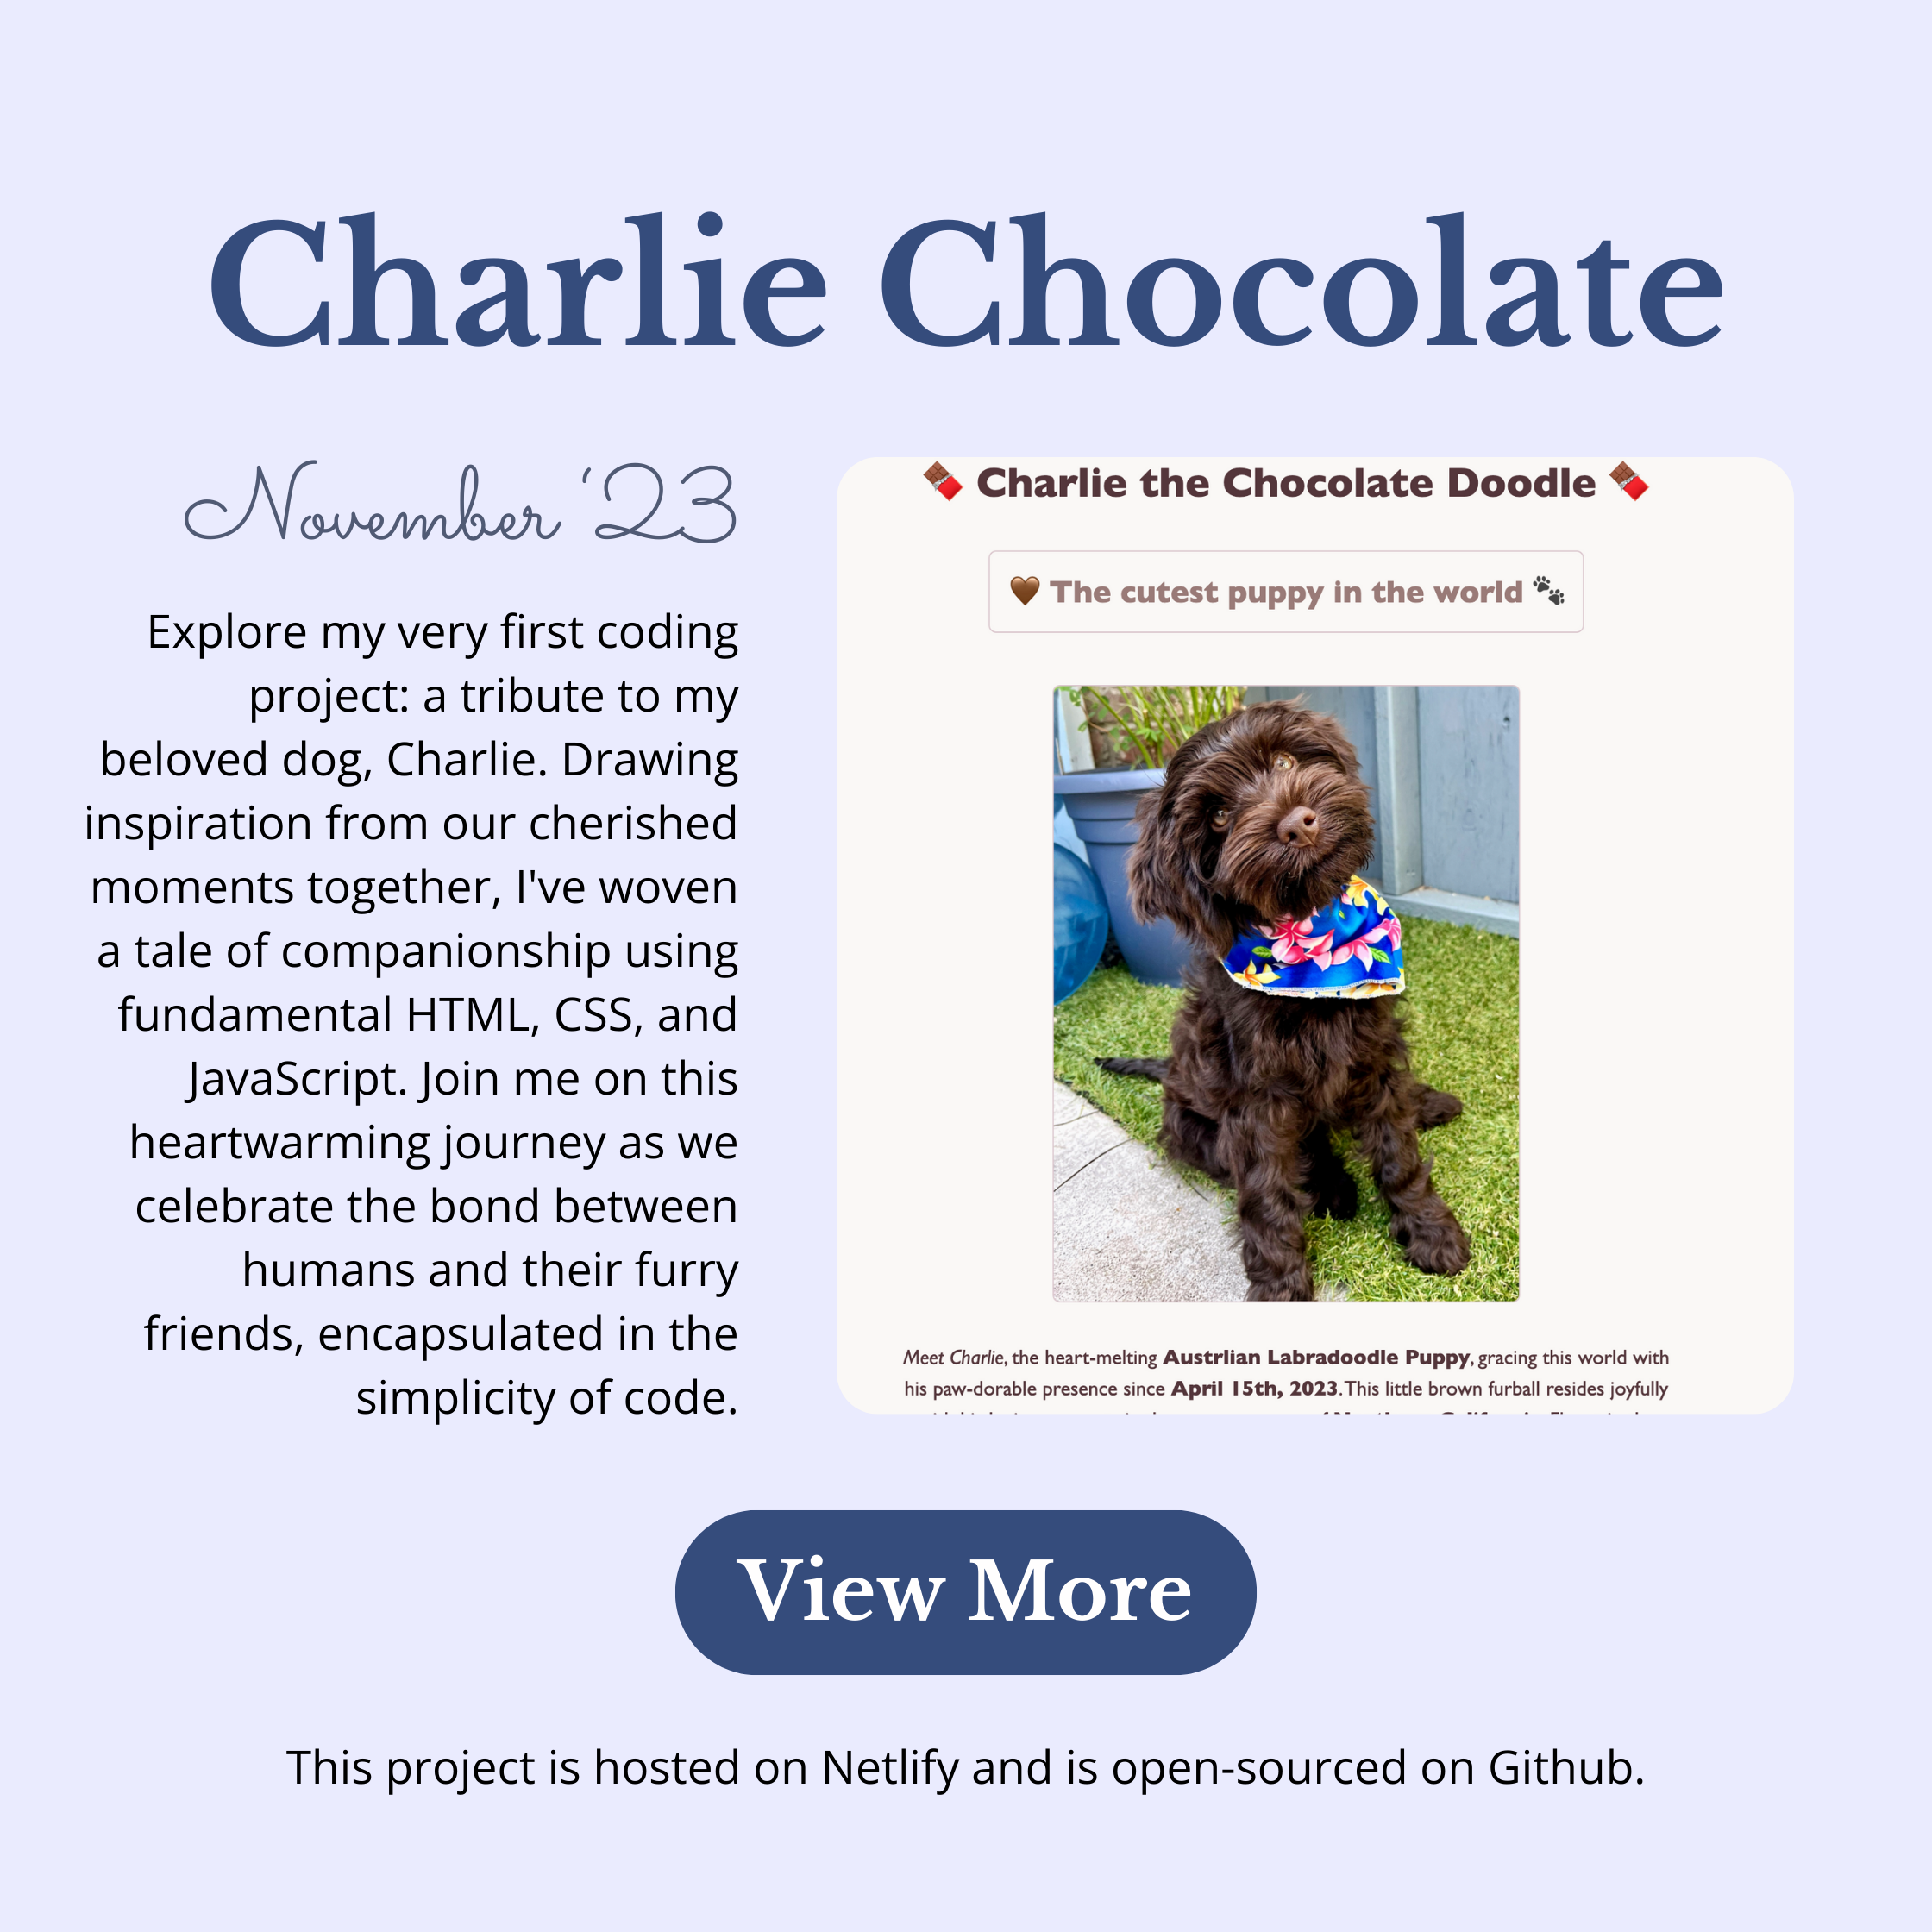 Charlie Chocolate
November ‘23
Explore my very first coding
project: a tribute to my
beloved dog, Charlie. Drawing
inspiration from our cherished
moments together, I've woven
a tale of companionship using
fundamental HTML, CSS, and
JavaScript. Join me on this
heartwarming journey as we
celebrate the bond between
humans and their furry
friends, encapsulated in the
simplicity of code.
🍫 Charlie the Chocolate Doodle 🍫
🤎 The cutest puppy in the world 🐾
Meet Charlie, the heart-melting Austrlian Labradoodle Puppy, gracing this world with
his paw-dorable presence since April 15th, 2023. This little brown furball resides joyfully
View More
This project is hosted on Netlify and is open-sourced on Github.